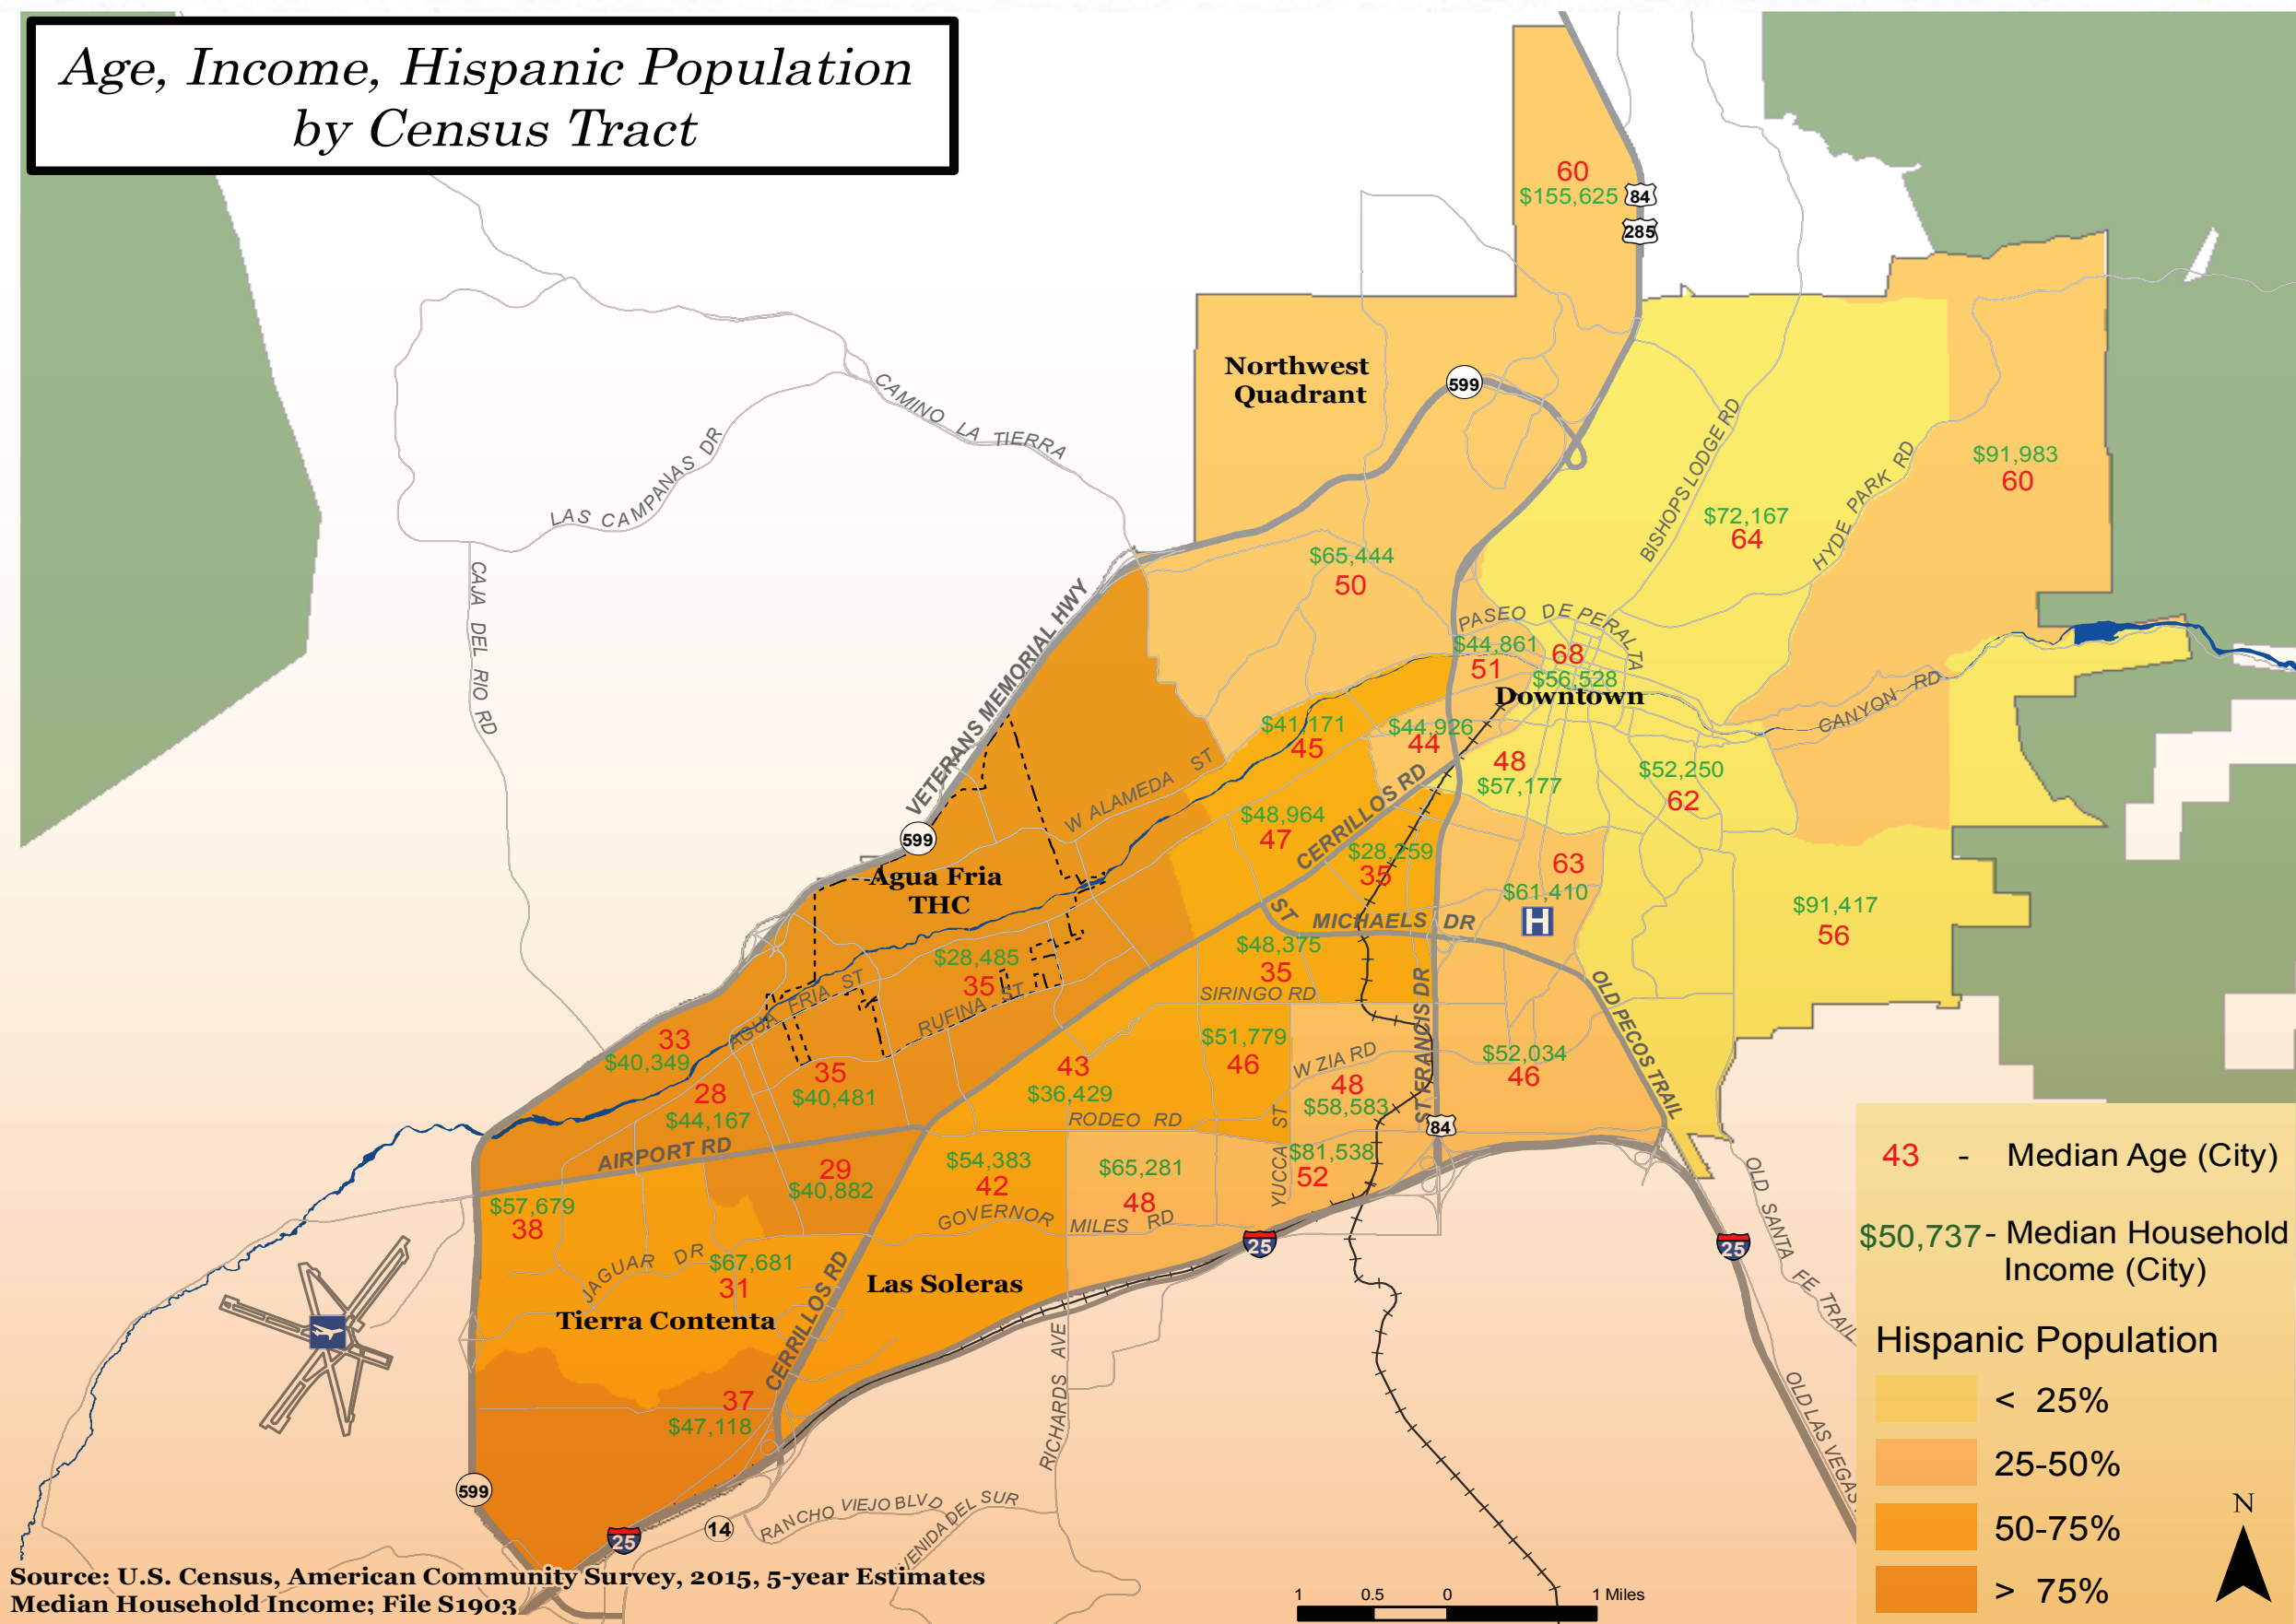 Age, Income, Hispanic Population
by Census Tract
60
$155,625
84
285
Northwest
Quadrant
599
CAMINO LA TIERRA
LAS CAMPANAS DR
BISHOPS LODGE RD
HYDE PARK RD
$91,983
60
$72,167
64
$65,444
50
CAJA DEL RIO RD
VETERANS MEMORIAL HWY
PASEO DE PERALTA
$44,861
51
68
$56,528
Downtown
CANYON RD
$41,171
45
$44,926
44
48
$57,177
$52,250
62
W ALAMEDA ST
CERRILLOS RD
$48,964
47
$28,259
35
63
$61,410
H
599
Agua Fria
THC
ST MICHAELS DR
$91,417
56
$48,375
35
SIRINGO RD
$28,485
35
AGUA FRIA ST
RUFINA ST
ST FRANCIS DR
OLD PECOS TRAIL
33
$40,349
28
$44,167
35
$40,481
43
$36,429
$51,779
46
W ZIA RD
48
$58,583
$52,034
46
RODEO RD
YUCCA ST
84
AIRPORT RD
29
$40,882
$54,383
42
$65,281
48
$81,538
52
$57,679
38
GOVERNOR MILES RD
25
25
JAGUAR DR
$67,681
31
Tierra Contenta
Las Soleras
CERRILLOS RD
37
$47,118
RICHARDS AVE
OLD SANTA FE TRAIL
OLD LAS VEGAS
599
25
14
RANCHO VIEJO BLVD
VENIDA DEL SUR
43 - Median Age (City)
$50,737 - Median Household
Income (City)
Hispanic Population
< 25%
25-50%
50-75%
> 75%
N
1 0.5 0 1 Miles
Source: U.S. Census, American Community Survey, 2015, 5-year Estimates
Median Household Income; File S1903